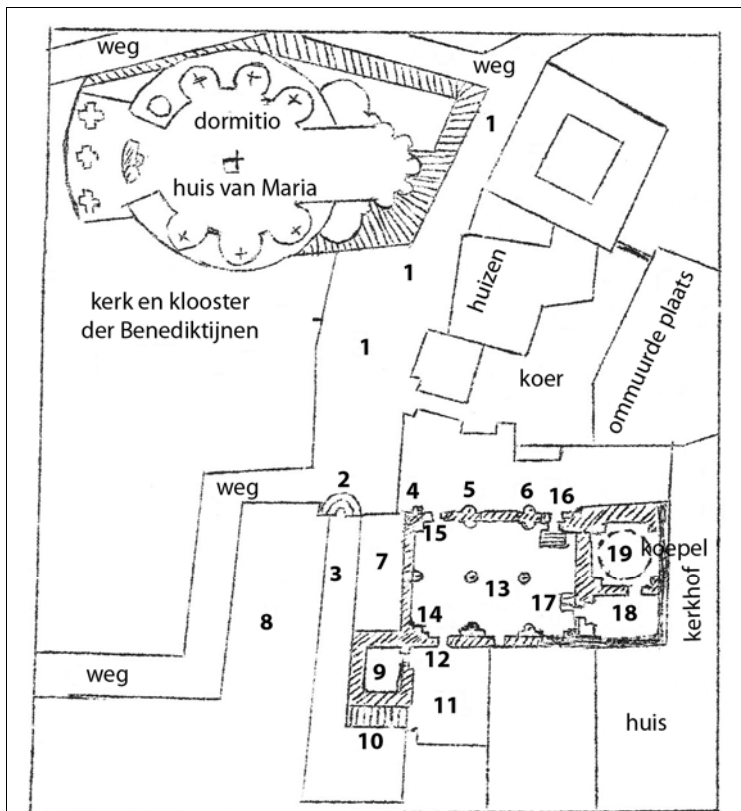 weg
weg
dormitio
1
huis van Maria
huizen
1
kerk en klooster
der Benediktijnen
ommuurde plaats
1
koer
2
weg
4
5
6
16
15
19
koepel
3
7
13
17
8
14
18
kerkhof
12
9
weg
11
10
huis